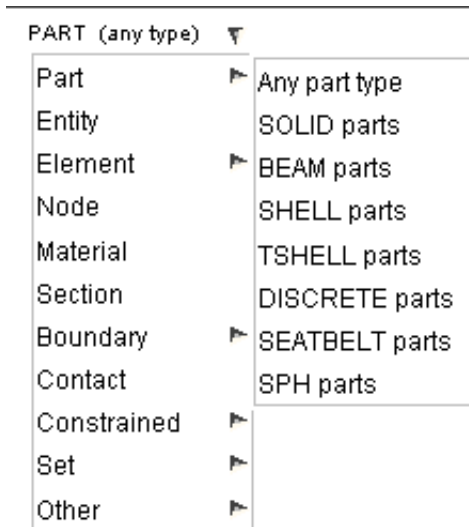 PART (any type)
Part
Entity
Element
Node
Material
Section
Boundary
Contact
Constrained
Set
Other
Any part type
SOLID parts
BEAM parts
SHELL parts
TSHELL parts
DISCRETE parts
SEATBELT parts
SPH parts